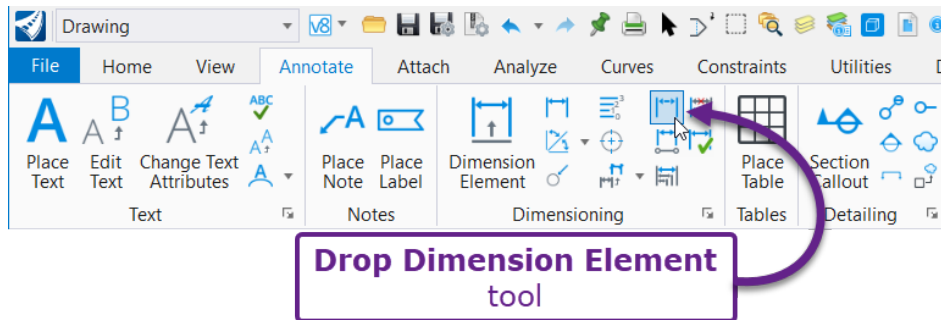 Drawing
V8
File Home View Annotate Attach Analyze Curves Constraints Utilities
A B A ABC
A A
A A
Place Edit Change Text Place Place Dimension Place Section
Text Text Attributes Note Label Element Table Callout
Text Notes Dimensioning Tables Detailing
Drop Dimension Element
tool